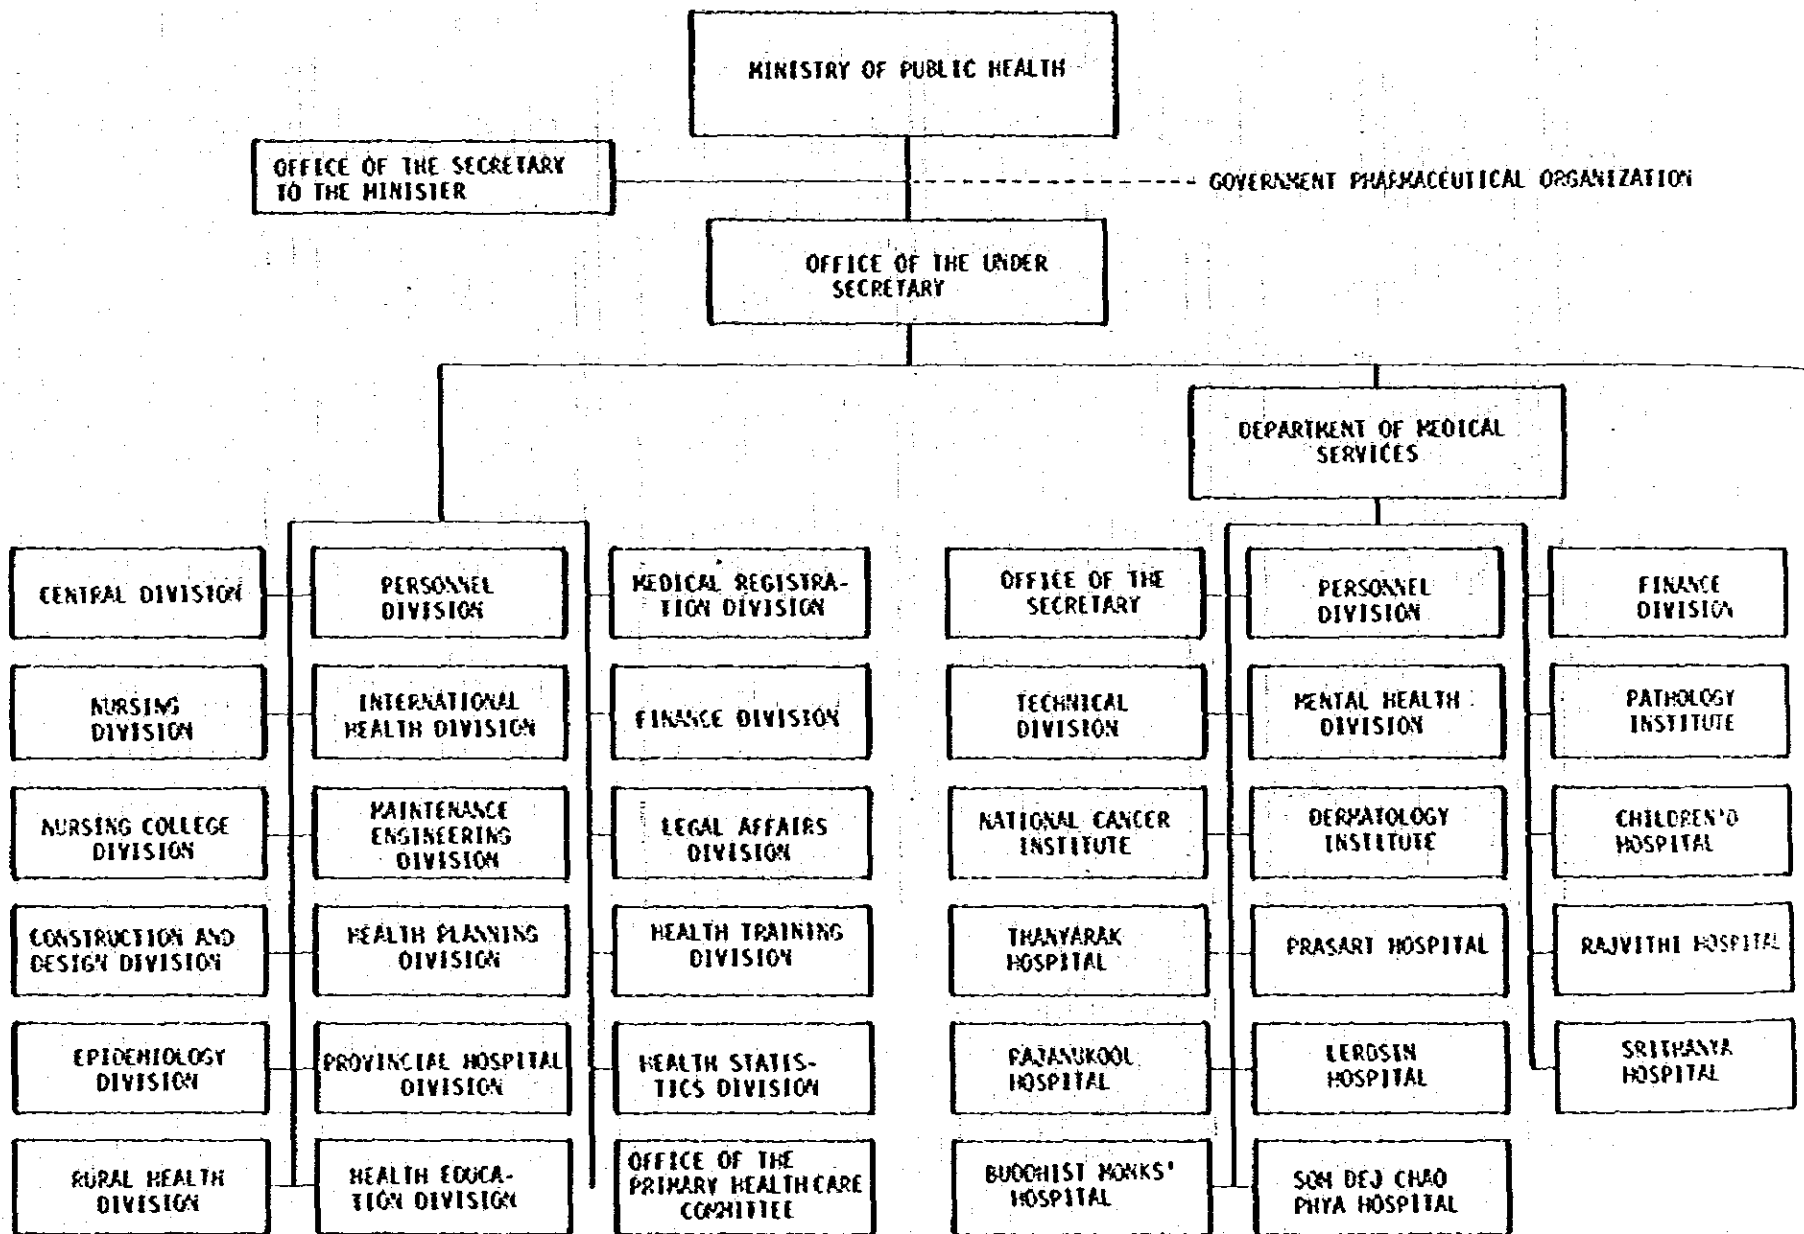 MINISTRY OF PUBLIC HEALTH
OFFICE OF THE SECRETARY
TO THE MINISTER
GOVERNMENT PHARMACEUTICAL ORGANIZATION
OFFICE OF THE UNDER
SECRETARY
DEPARTMENT OF MEDICAL
SERVICES
CENTRAL DIVISION
PERSONNEL
DIVISION
MEDICAL REGISTRA-
TION DIVISION
OFFICE OF THE
SECRETARY
PERSONNEL
DIVISION
FINANCE
DIVISION
NURSING
DIVISION
INTERNATIONAL
HEALTH DIVISION
FINANCE DIVISION
TECHNICAL
DIVISION
MENTAL HEALTH
DIVISION
PATHOLOGY
INSTITUTE
NURSING COLLEGE
DIVISION
MAINTENANCE
ENGINEERING
DIVISION
LEGAL AFFAIRS
DIVISION
NATIONAL CANCER
INSTITUTE
DERMATOLOGY
INSTITUTE
CHILDREN'O
HOSPITAL
CONSTRUCTION AND
DESIGN DIVISION
HEALTH PLANNING
DIVISION
HEALTH TRAINING
DIVISION
THANYARAK
HOSPITAL
PRASART HOSPITAL
RAJVITHI HOSPITAL
EPIDEMIOLOGY
DIVISION
PROVINCIAL HOSPITAL
DIVISION
HEALTH STATIS-
TICS DIVISION
RAJANUKOOL
HOSPITAL
LERDSIN
HOSPITAL
SRITHANYA
HOSPITAL
RURAL HEALTH
DIVISION
HEALTH EDUCA-
TION DIVISION
OFFICE OF THE
PRIMARY HEALTHCARE
COMMITTEE
BUDDHIST MONKS'
HOSPITAL
SOM DEJ CHAO
PHYA HOSPITAL